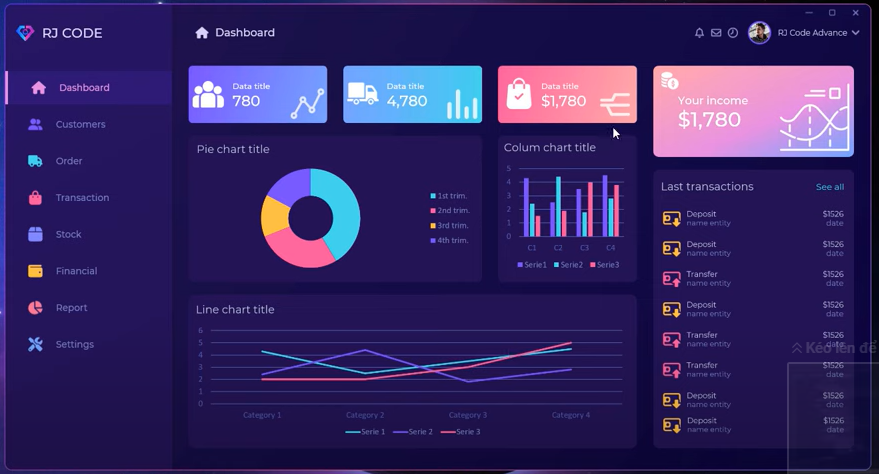 RJ CODE
Dashboard
RJ Code Advance
Dashboard
Customers
Order
Transaction
Stock
Financial
Report
Settings
Data title
780
Data title
4,780
Data title
$1,780
Your income
$1,780
Pie chart title
1st trim.
2nd trim.
3rd trim.
4th trim.
Colum chart title
5
4
3
2
1
0
C1 C2 C3 C4
Serie1 Serie2 Serie3
Line chart title
6
5
4
3
2
1
0
Category 1 Category 2 Category 3 Category 4
Serie 1 Serie 2 Serie 3
Last transactions See all
Deposit $1526
name entity date
Deposit $1526
name entity date
Transfer $1526
name entity date
Deposit $1526
name entity date
Transfer $1526
name entity date
Transfer $1526
name entity date
Deposit $1526
name entity date
Deposit $1526
name entity date
Kéo lên để